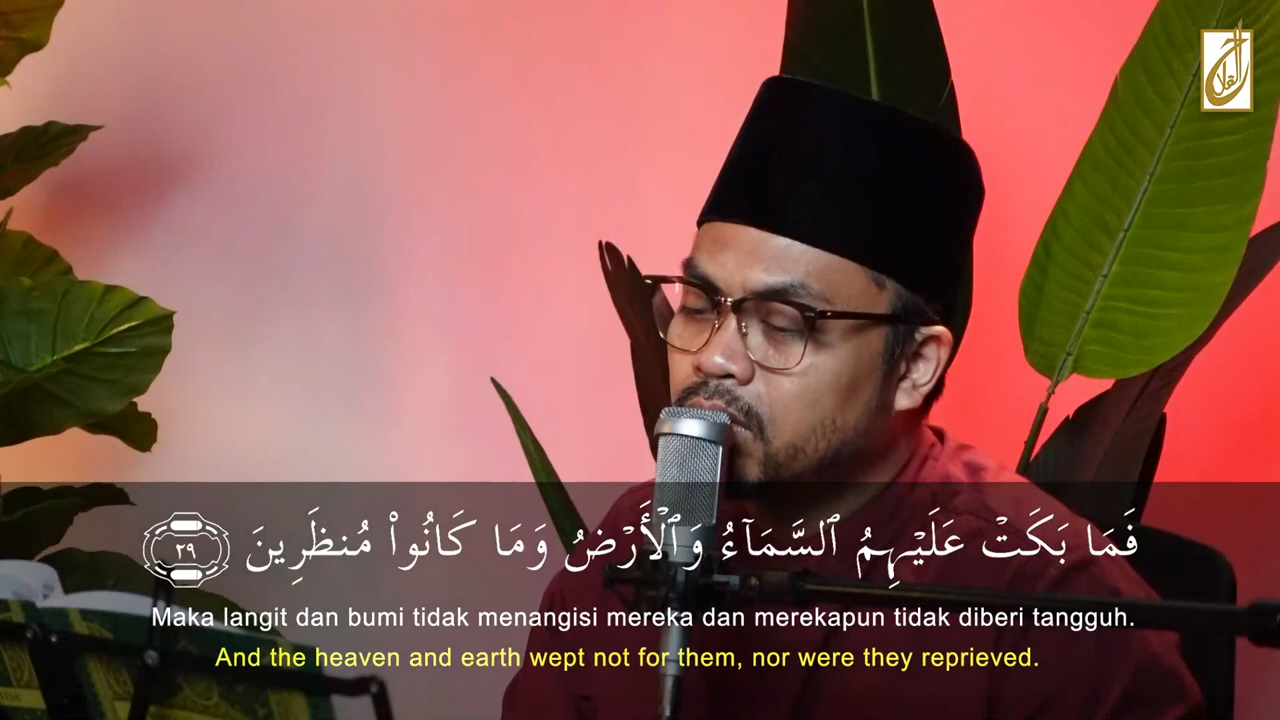 فَمَا بَكَتْ عَلَيْهِمُ ٱلسَّمَآءُ وَٱلْأَرْضُ وَمَا كَانُوا۟ مُنظَرِينَ ٢٩
Maka langit dan bumi tidak menangisi mereka dan merekapun tidak diberi tangguh.
And the heaven and earth wept not for them, nor were they reprieved.